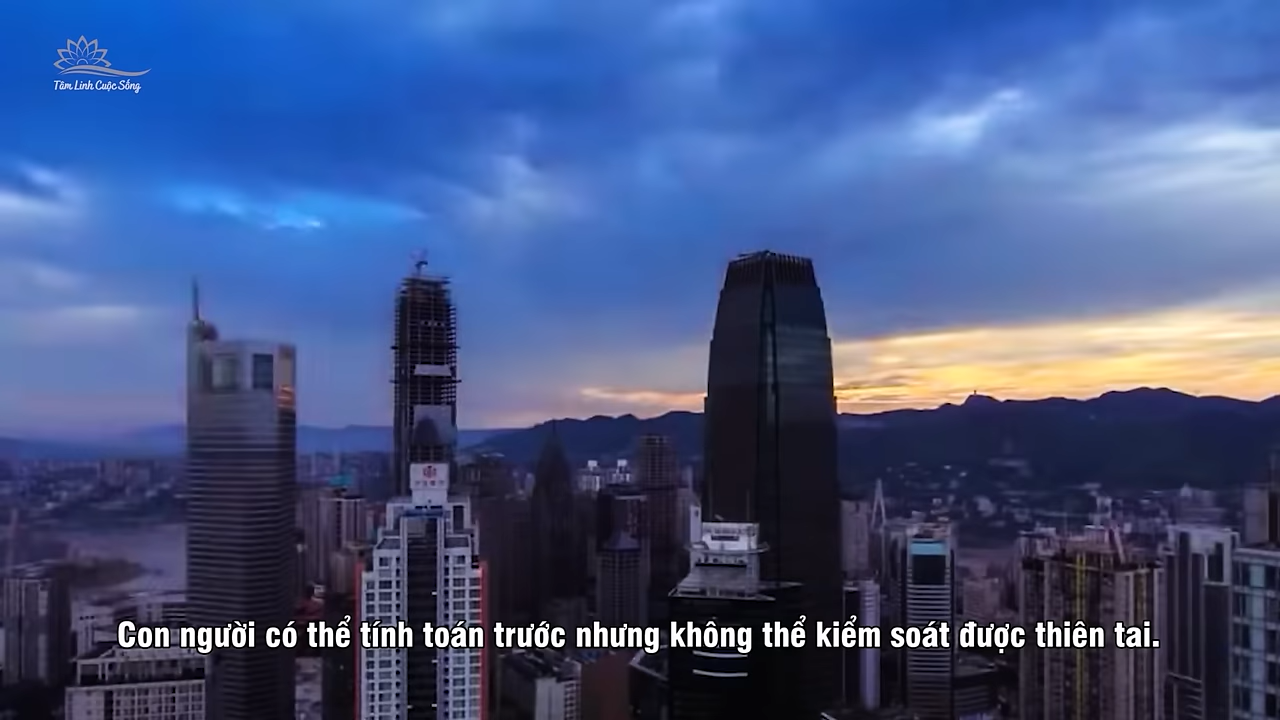 Tâm Linh Cuộc Sống
Con người có thể tính toán trước nhưng không thể kiểm soát được thiên tai.